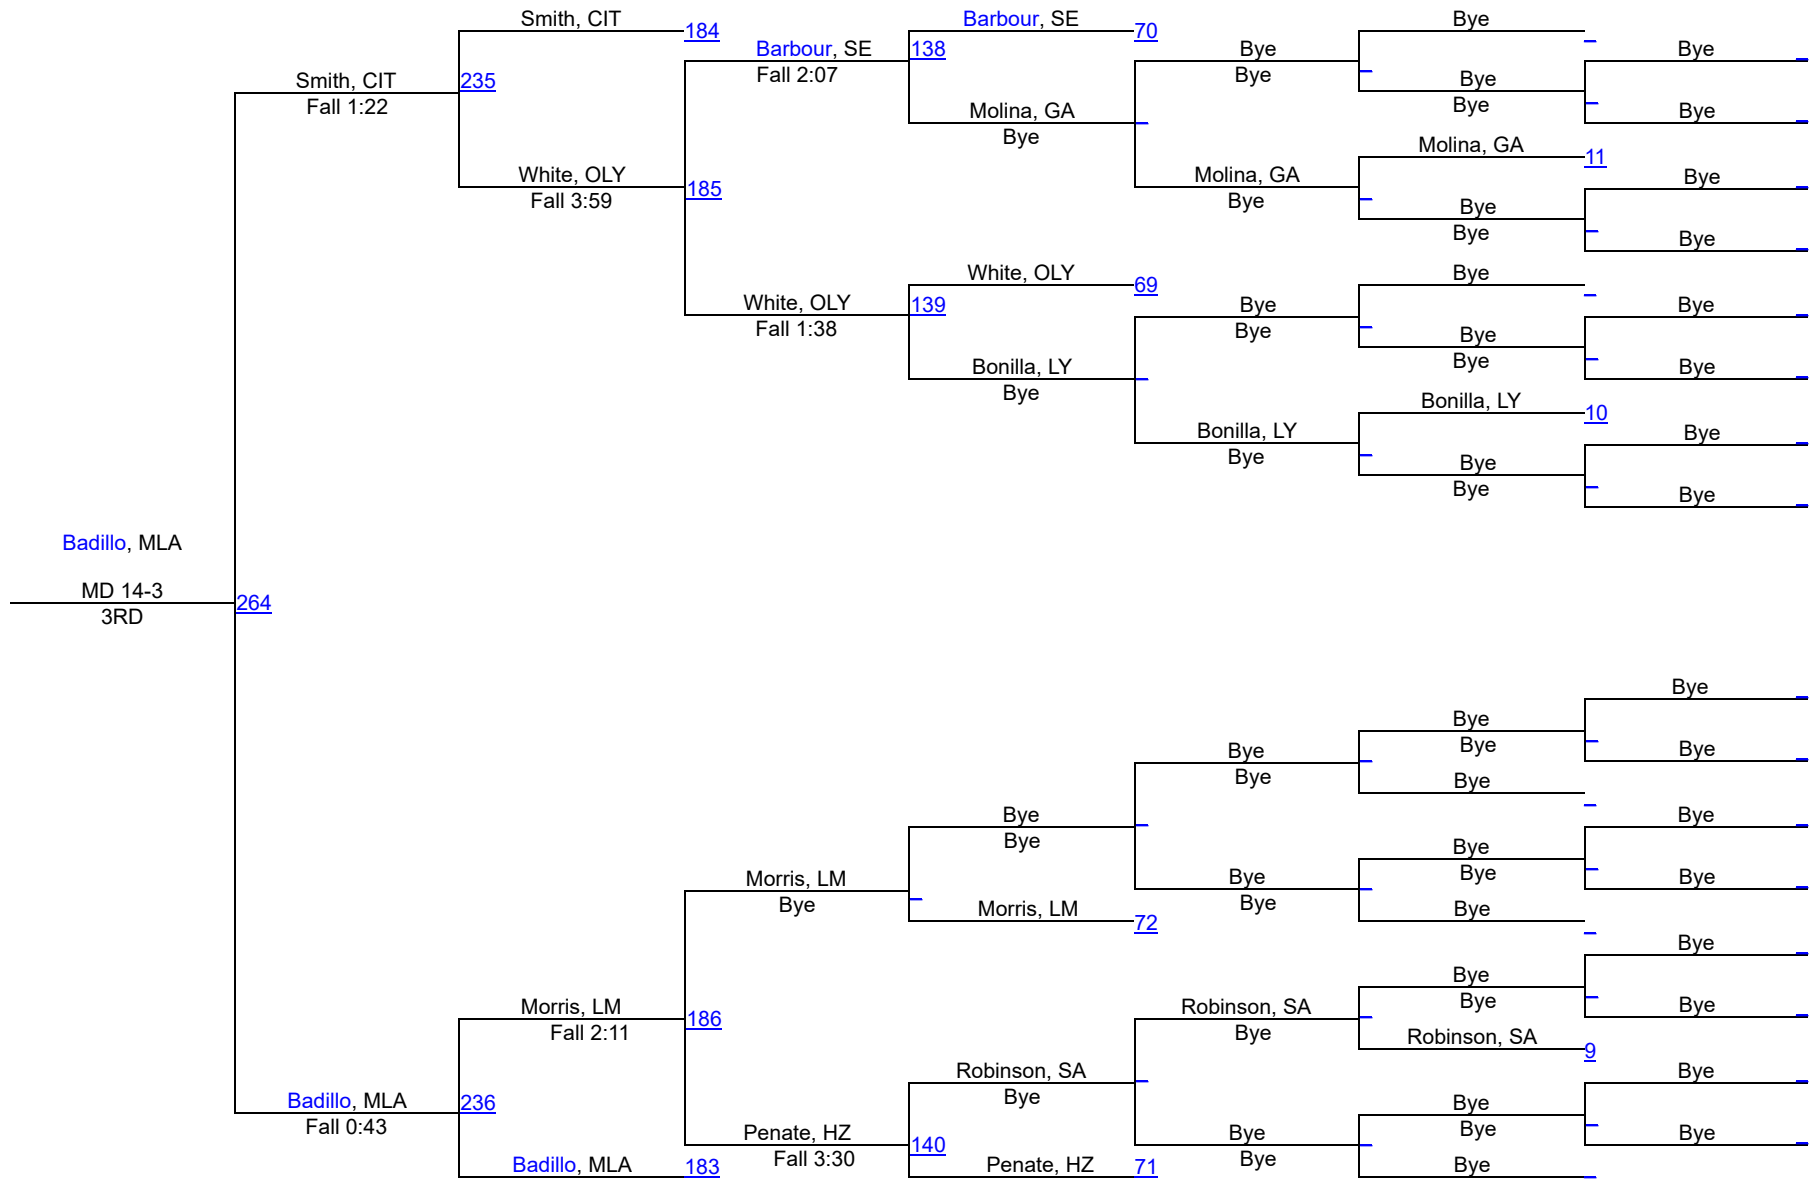 Smith, CIT
184
Barbour, SE
70
Bye
Bye
Barbour, SE
138
Bye
Fall 2:07
Bye
Bye
Smith, CIT
235
Bye
Fall 1:22
Molina, GA
Bye
Bye
Bye
Molina, GA
11
White, OLY
Molina, GA
Bye
Fall 3:59
185
Bye
Bye
Bye
Bye
White, OLY
69
Bye
White, OLY
139
Bye
Bye
Fall 1:38
Bye
Bye
Bonilla, LY
Bye
Bye
Bye
Bonilla, LY
10
Bonilla, LY
Bye
Bye
Bye
Bye
Bye
Badillo, MLA
MD 14-3
264
3RD
Bye
Bye
Bye
Bye
Bye
Bye
Bye
Bye
Bye
Bye
Bye
Bye
Morris, LM
Bye
Bye
Bye
Bye
Morris, LM
72
Bye
Bye
Bye
Morris, LM
186
Robinson, SA
Bye
Bye
Fall 2:11
Bye
Robinson, SA
9
Robinson, SA
Bye
Bye
Badillo, MLA
236
Bye
Fall 0:43
Penate, HZ
140
Bye
Bye
Bye
Fall 3:30
Bye
Badillo, MLA
183
Penate, HZ
71
Bye